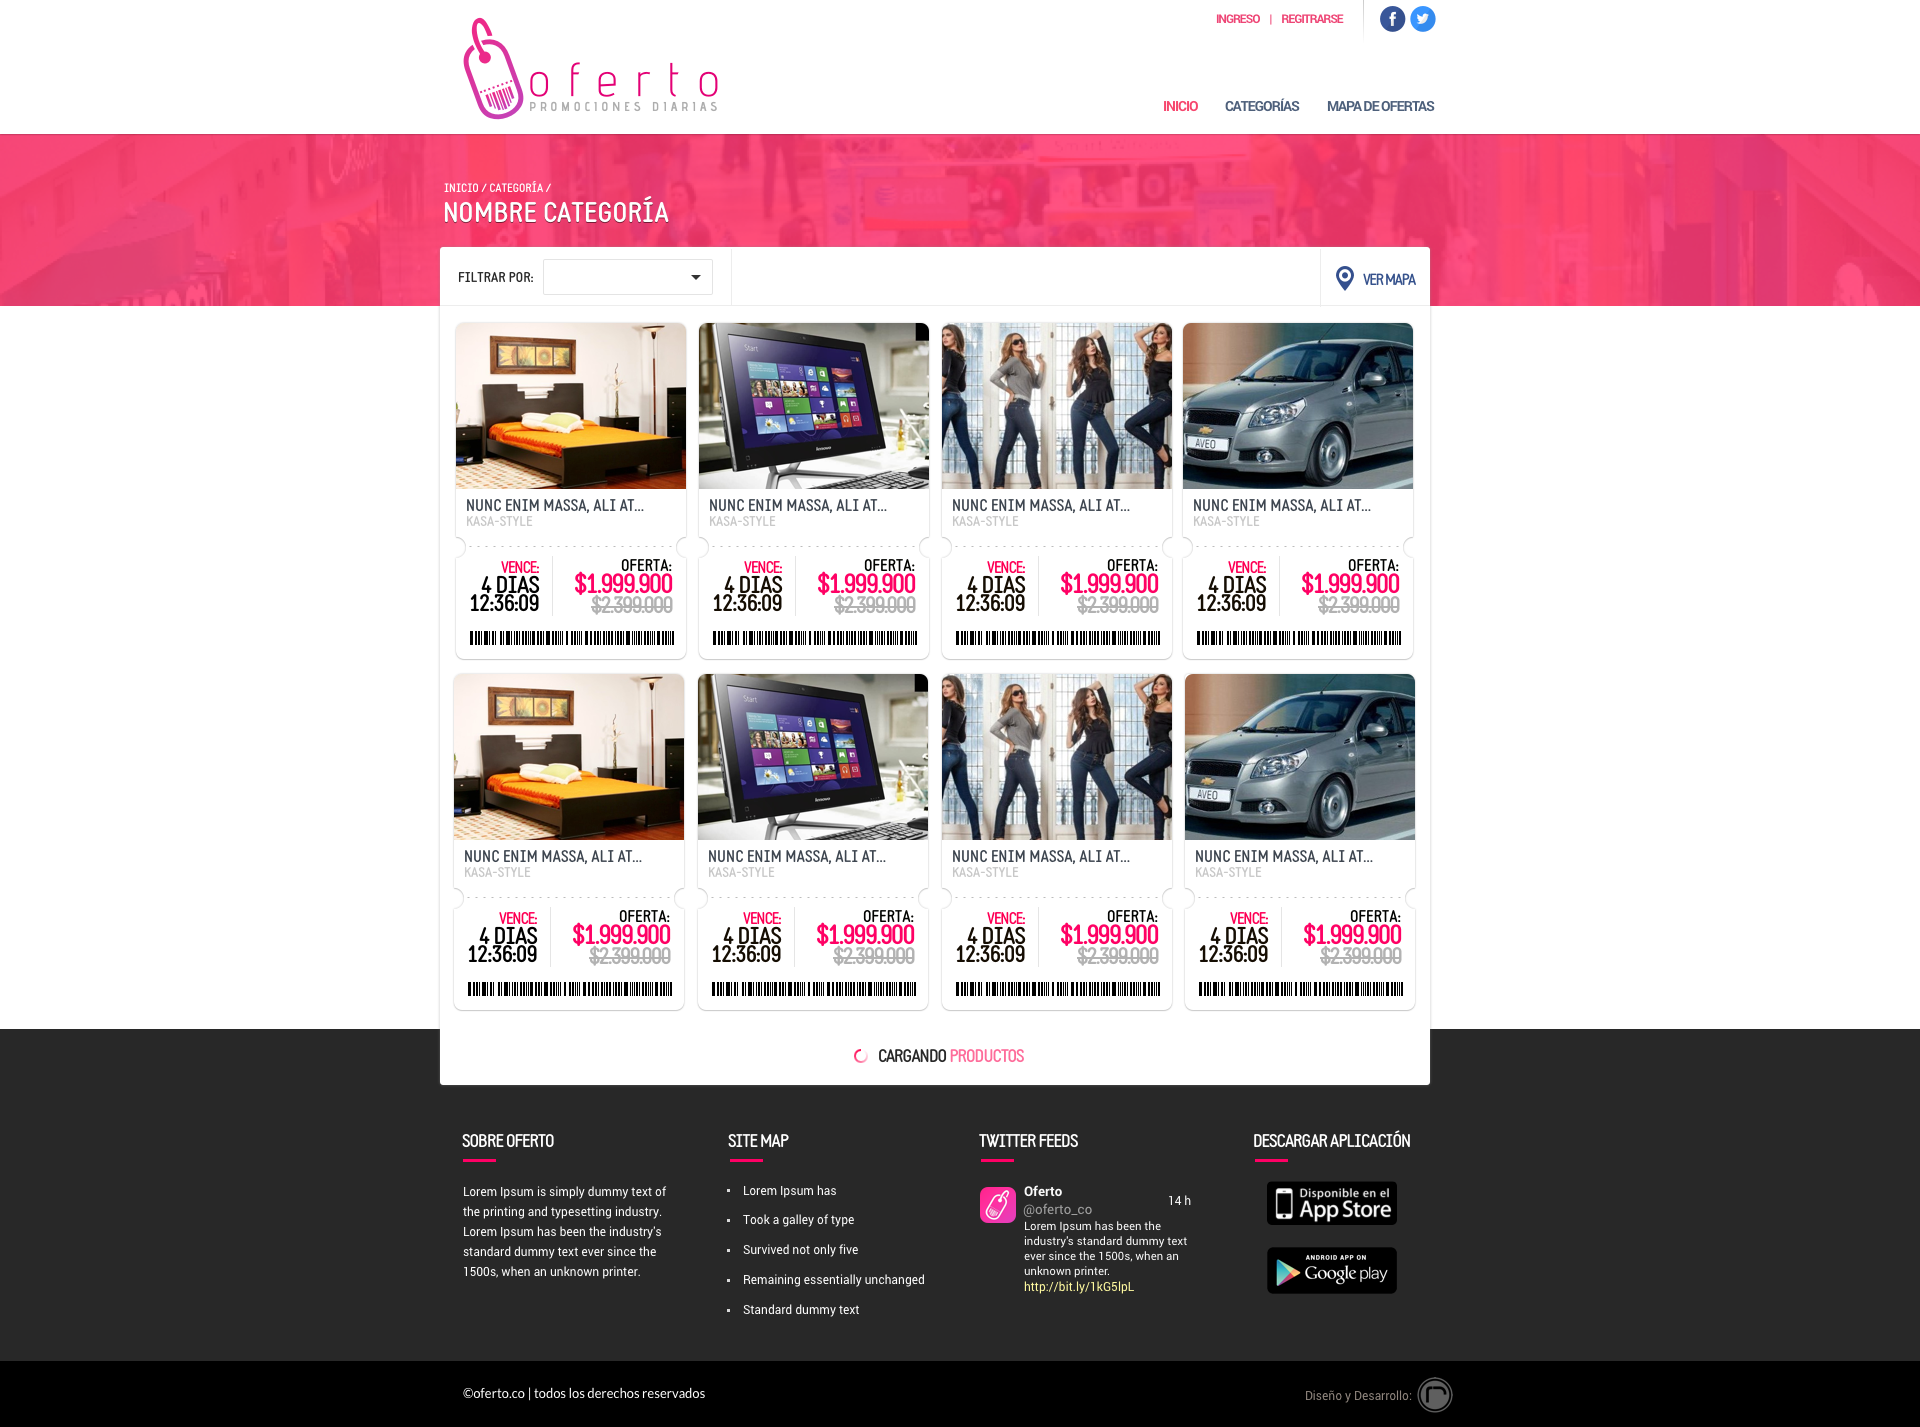 INGRESO | REGITRARSE
oferto
PROMOCIONES DIARIAS
INICIO CATEGORÍAS MAPA DE OFERTAS
INICIO / CATEGORÍA /
NOMBRE CATEGORÍA
FILTRAR POR:
VER MAPA
Start
lenovo
AVEO
NUNC ENIM MASSA, ALI AT...
KASA-STYLE
VENCE:
4 DIAS
12:36:09
OFERTA:
$1.999.900
$2.399.000
NUNC ENIM MASSA, ALI AT...
KASA-STYLE
VENCE:
4 DIAS
12:36:09
OFERTA:
$1.999.900
$2.399.000
NUNC ENIM MASSA, ALI AT...
KASA-STYLE
VENCE:
4 DIAS
12:36:09
OFERTA:
$1.999.900
$2.399.000
NUNC ENIM MASSA, ALI AT...
KASA-STYLE
VENCE:
4 DIAS
12:36:09
OFERTA:
$1.999.900
$2.399.000
Start
lenovo
AVEO
NUNC ENIM MASSA, ALI AT...
KASA-STYLE
VENCE:
4 DIAS
12:36:09
OFERTA:
$1.999.900
$2.399.000
NUNC ENIM MASSA, ALI AT...
KASA-STYLE
VENCE:
4 DIAS
12:36:09
OFERTA:
$1.999.900
$2.399.000
NUNC ENIM MASSA, ALI AT...
KASA-STYLE
VENCE:
4 DIAS
12:36:09
OFERTA:
$1.999.900
$2.399.000
NUNC ENIM MASSA, ALI AT...
KASA-STYLE
VENCE:
4 DIAS
12:36:09
OFERTA:
$1.999.900
$2.399.000
CARGANDO PRODUCTOS
SOBRE OFERTO
Lorem Ipsum is simply dummy text of
the printing and typesetting industry.
Lorem Ipsum has been the industry's
standard dummy text ever since the
1500s, when an unknown printer.
SITE MAP
Lorem Ipsum has
Took a galley of type
Survived not only five
Remaining essentially unchanged
Standard dummy text
TWITTER FEEDS
Oferto
@oferto_co
14 h
Lorem Ipsum has been the
industry's standard dummy text
ever since the 1500s, when an
unknown printer.
http://bit.ly/1kG5lpL
DESCARGAR APLICACIÓN
Disponible en el
App Store
ANDROID APP ON
Google play
©oferto.co | todos los derechos reservados
Diseño y Desarrollo: